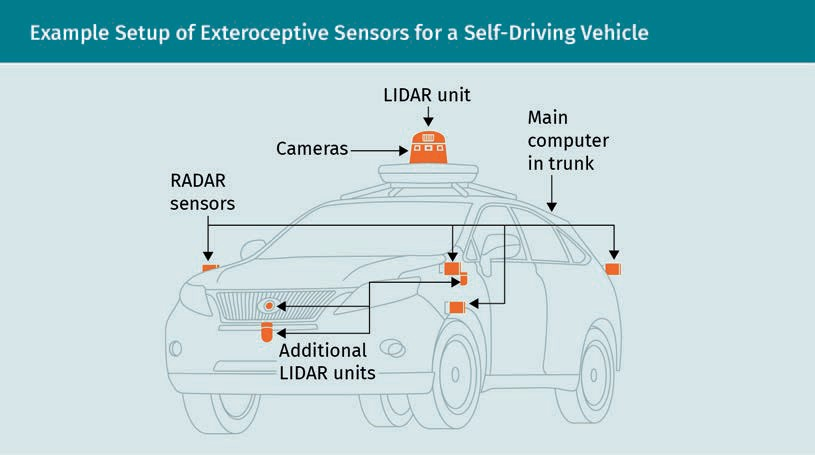 Example Setup of Exteroceptive Sensors for a Self-Driving Vehicle
LIDAR unit
Cameras
Main
computer
in trunk
RADAR
sensors
Additional
LIDAR units